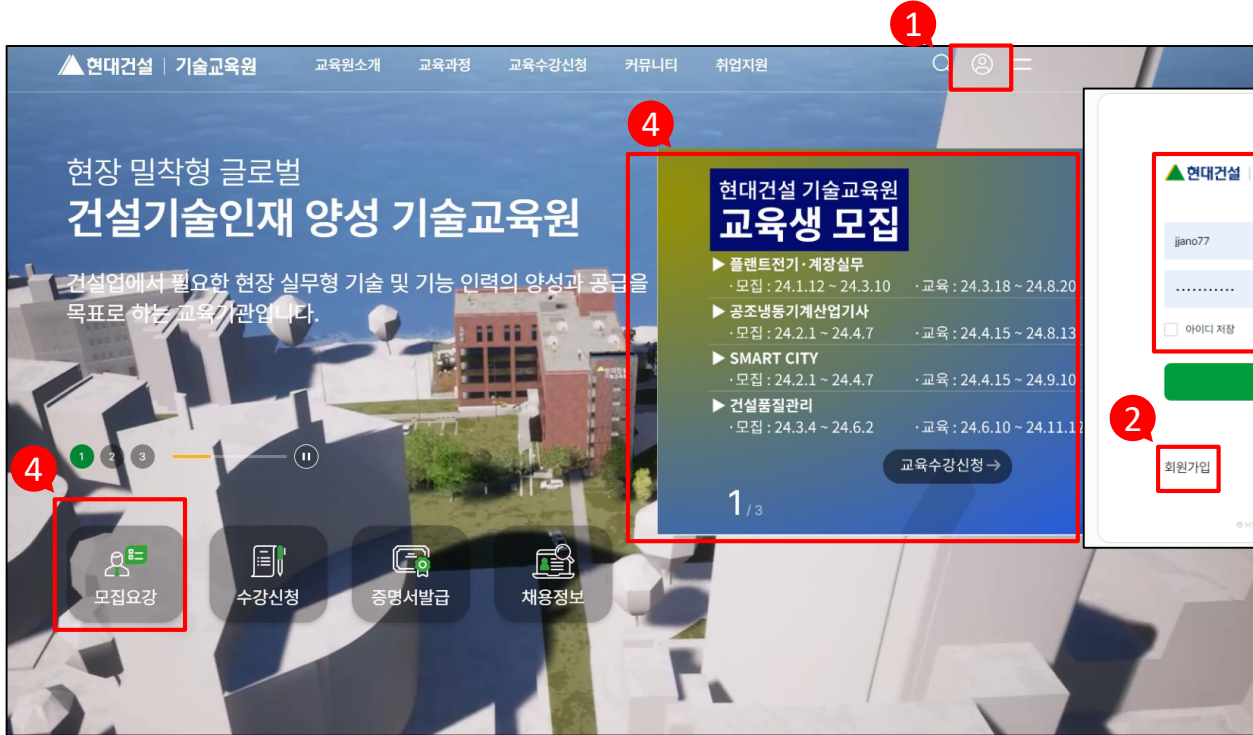 1
현대건설 | 기술교육원
교육원소개 교육과정 교육수강신청 커뮤니티 취업지원
4
현장 밀착형 글로벌
건설기술인재 양성 기술교육원
건설업에서 필요한 현장 실무형 기술 및 기능 인력의 양성과 공급을
목표로 하는 교육기관입니다.
1 2 3
4
모집요강 수강신청 증명서발급 채용정보
현대건설 기술교육원
교육생 모집
▶ 플랜트전기·계장실무
·모집 : 24.1.12 ~ 24.3.10 ·교육 : 24.3.18 ~ 24.8.20
▶ 공조냉동기계산업기사
·모집 : 24.2.1 ~ 24.4.7 ·교육 : 24.4.15 ~ 24.8.13
▶ SMART CITY
·모집 : 24.2.1 ~ 24.4.7 ·교육 : 24.4.15 ~ 24.9.10
▶ 건설품질관리
·모집 : 24.3.4 ~ 24.6.2 ·교육 : 24.6.10 ~ 24.11.12
교육수강신청→
1 / 3
현대건설 |
jjano77
···········
아이디 저장
2
회원가입